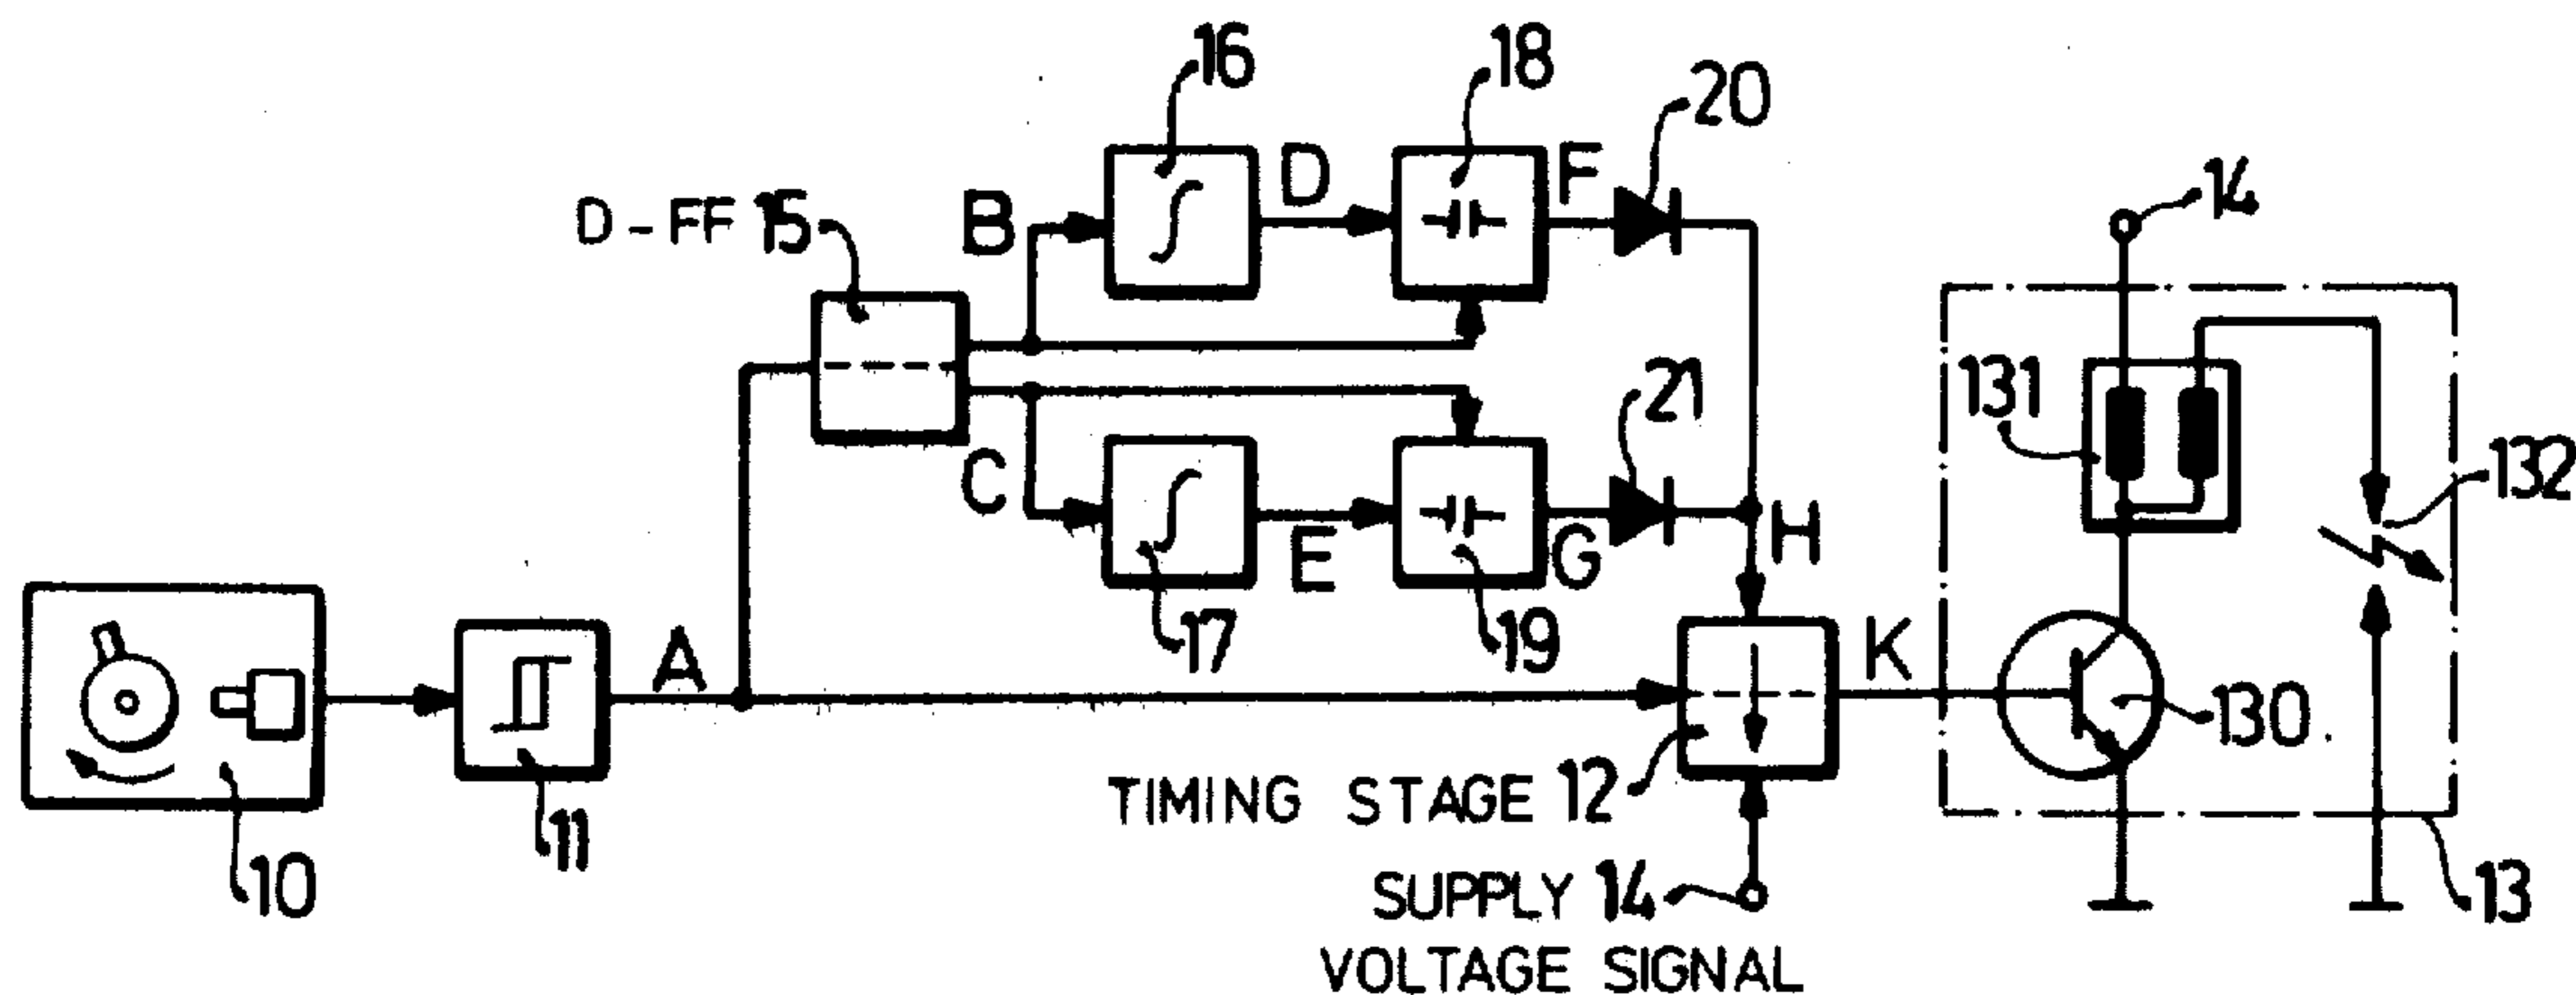 16
18
20
14
D-FF 15
B
D
F
131
21
132
C
E
G
H
10
11
A
17
19
K
130
TIMING STAGE 12
SUPPLY 14
VOLTAGE SIGNAL
13